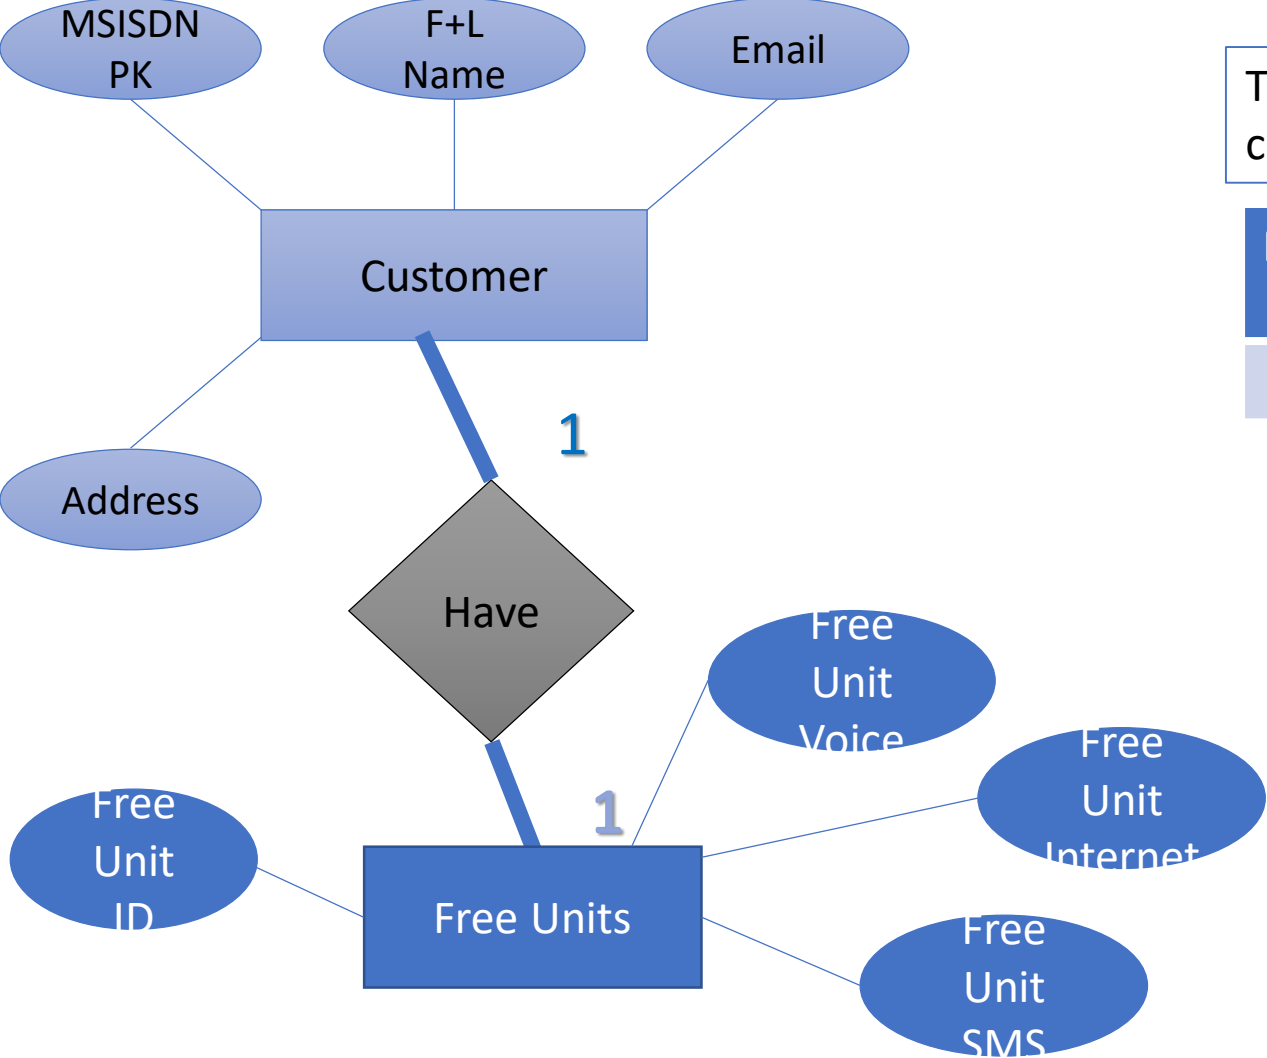 MSISDN
PK
F+L
Name
Email
Customer
1
Address
Have
Free
Unit
Voice
Free
Unit
Internet
1
Free
Unit
ID
Free Units
Free
Unit
SMS